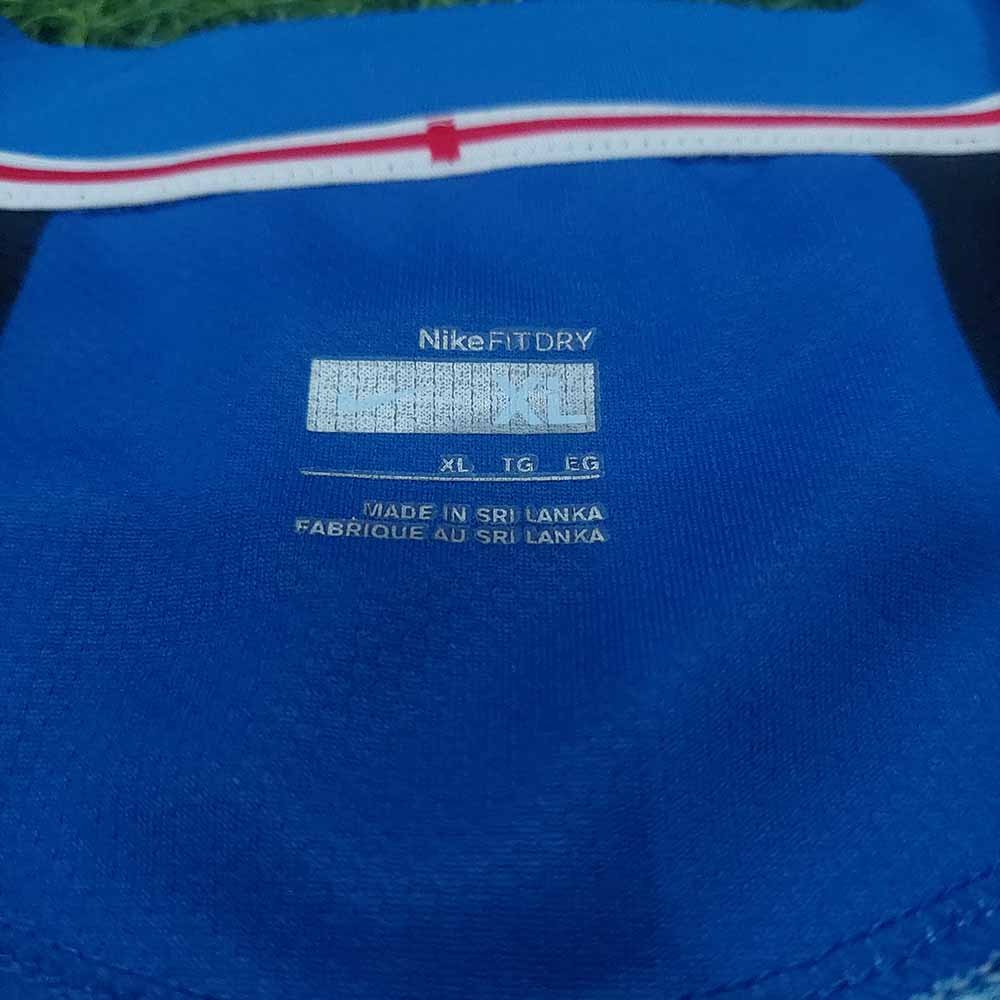 NikeFITDRY
XL
XL TG EG
MADE IN SRI LANKA
FABRIQUE AU SRI LANKA